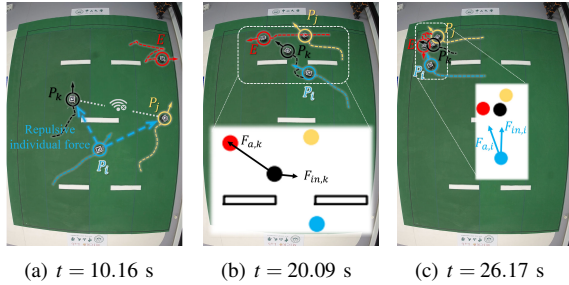 E
P_k
P_j
Repulsive
individual force
P_i
(a) t = 10.16 s
E
P_j
P_k
P_i
F_{a,k}
F_{in,k}
(b) t = 20.09 s
P_j
E
P_k
P_i
F_{in,i}
F_{a,i}
(c) t = 26.17 s